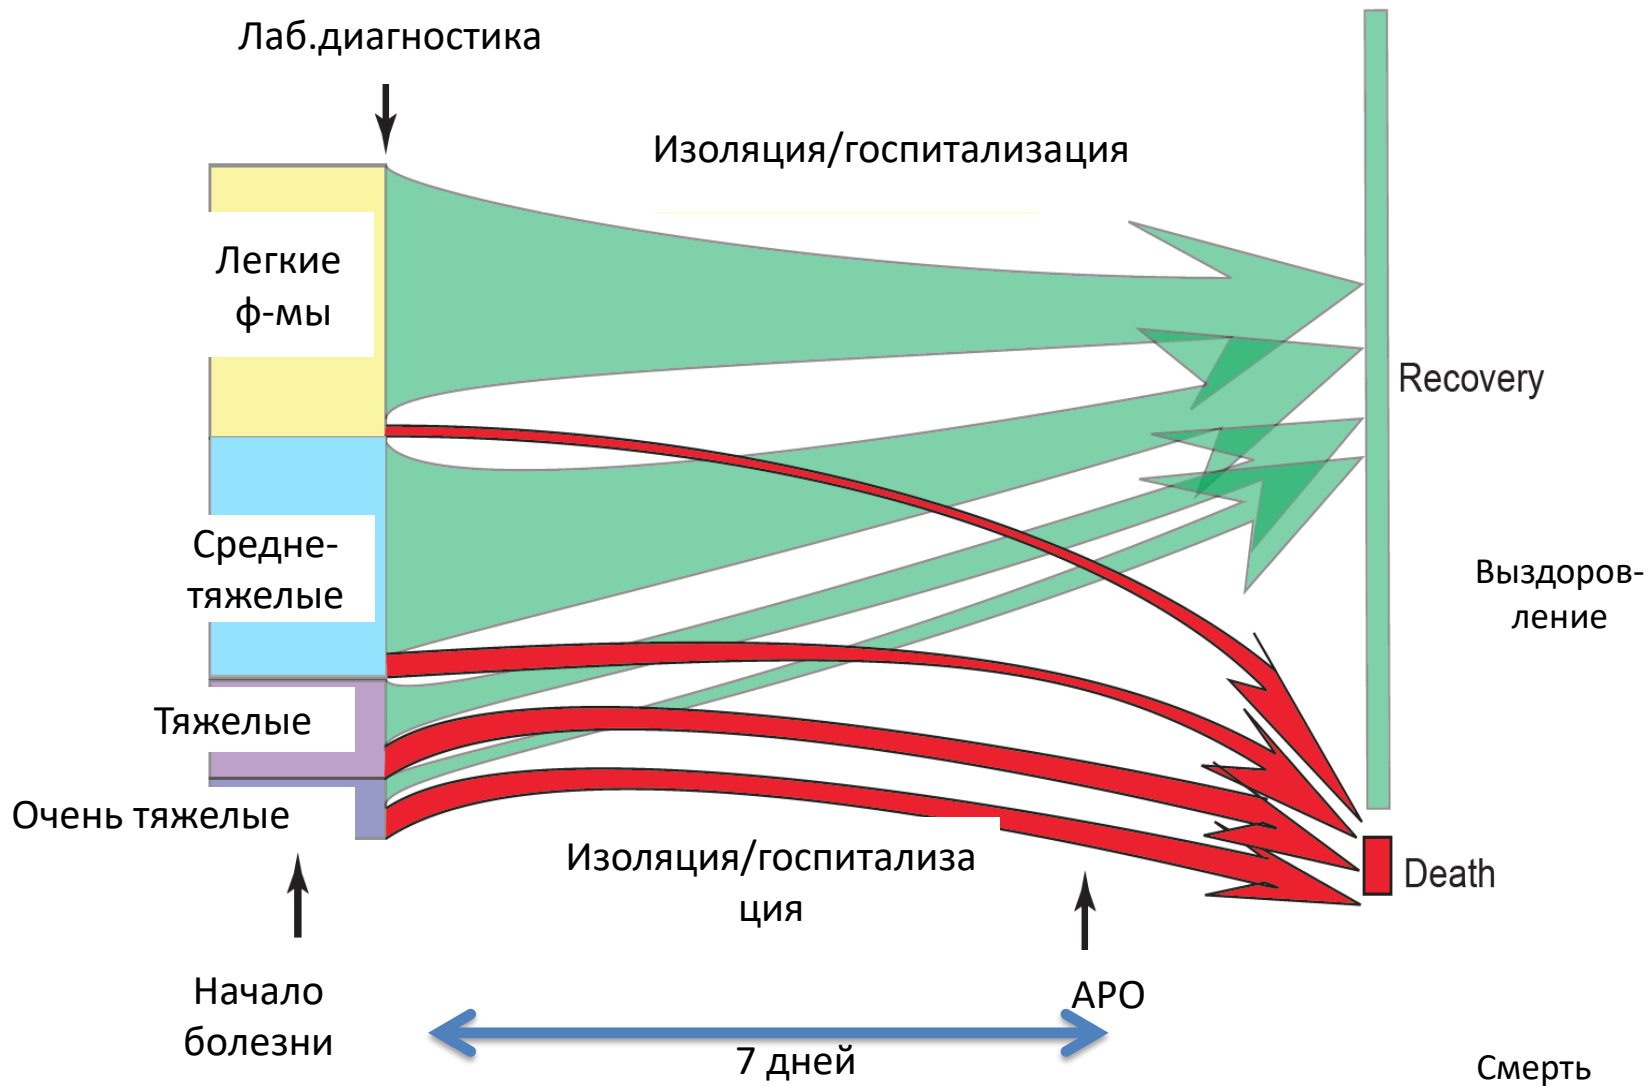 Лаб.диагностика
Изоляция/госпитализация
Легкие
ф-мы
Recovery
Средне-
тяжелые
Выздоров-
ление
Тяжелые
Очень тяжелые
Изоляция/госпитализа
ция
Death
Начало
болезни
АРО
7 дней
Смерть